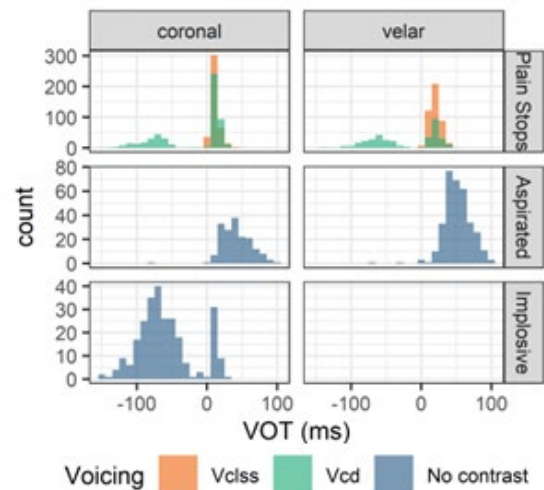 coronal velar
300
200
100
0
Plain Stops
80
60
40
20
0
Aspirated
40
30
20
10
0
Implosive
count
-100 0 100 -100 0 100
VOT (ms)
Voicing Vclss Vcd No contrast